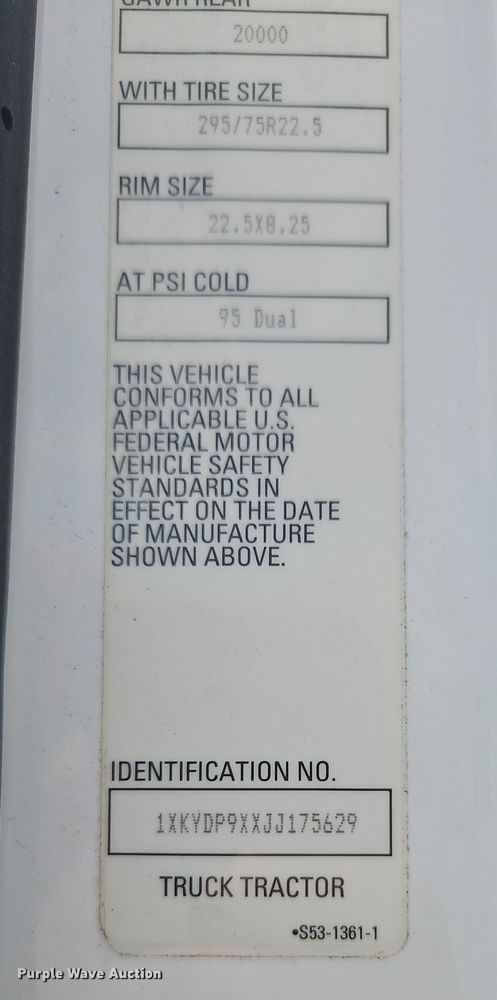 GAWR REAR
20000
WITH TIRE SIZE
295/75R22.5
RIM SIZE
22.5X8.25
AT PSI COLD
95 Dual
THIS VEHICLE
CONFORMS TO ALL
APPLICABLE U.S.
FEDERAL MOTOR
VEHICLE SAFETY
STANDARDS IN
EFFECT ON THE DATE
OF MANUFACTURE
SHOWN ABOVE.
IDENTIFICATION NO.
1XKYDP9XXJJ175629
TRUCK TRACTOR
•S53-1361-1
Purple Wave Auction